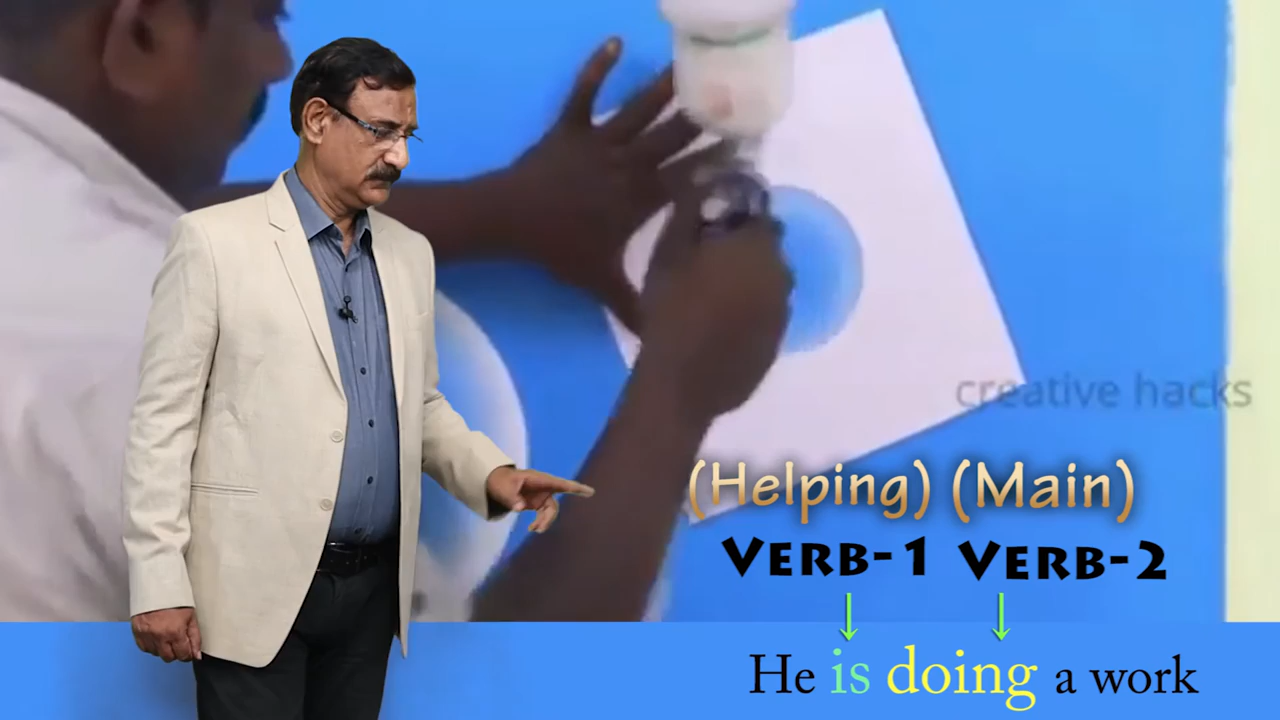 creative hacks
(Helping) (Main)
VERB-1 VERB-2
He is doing a work